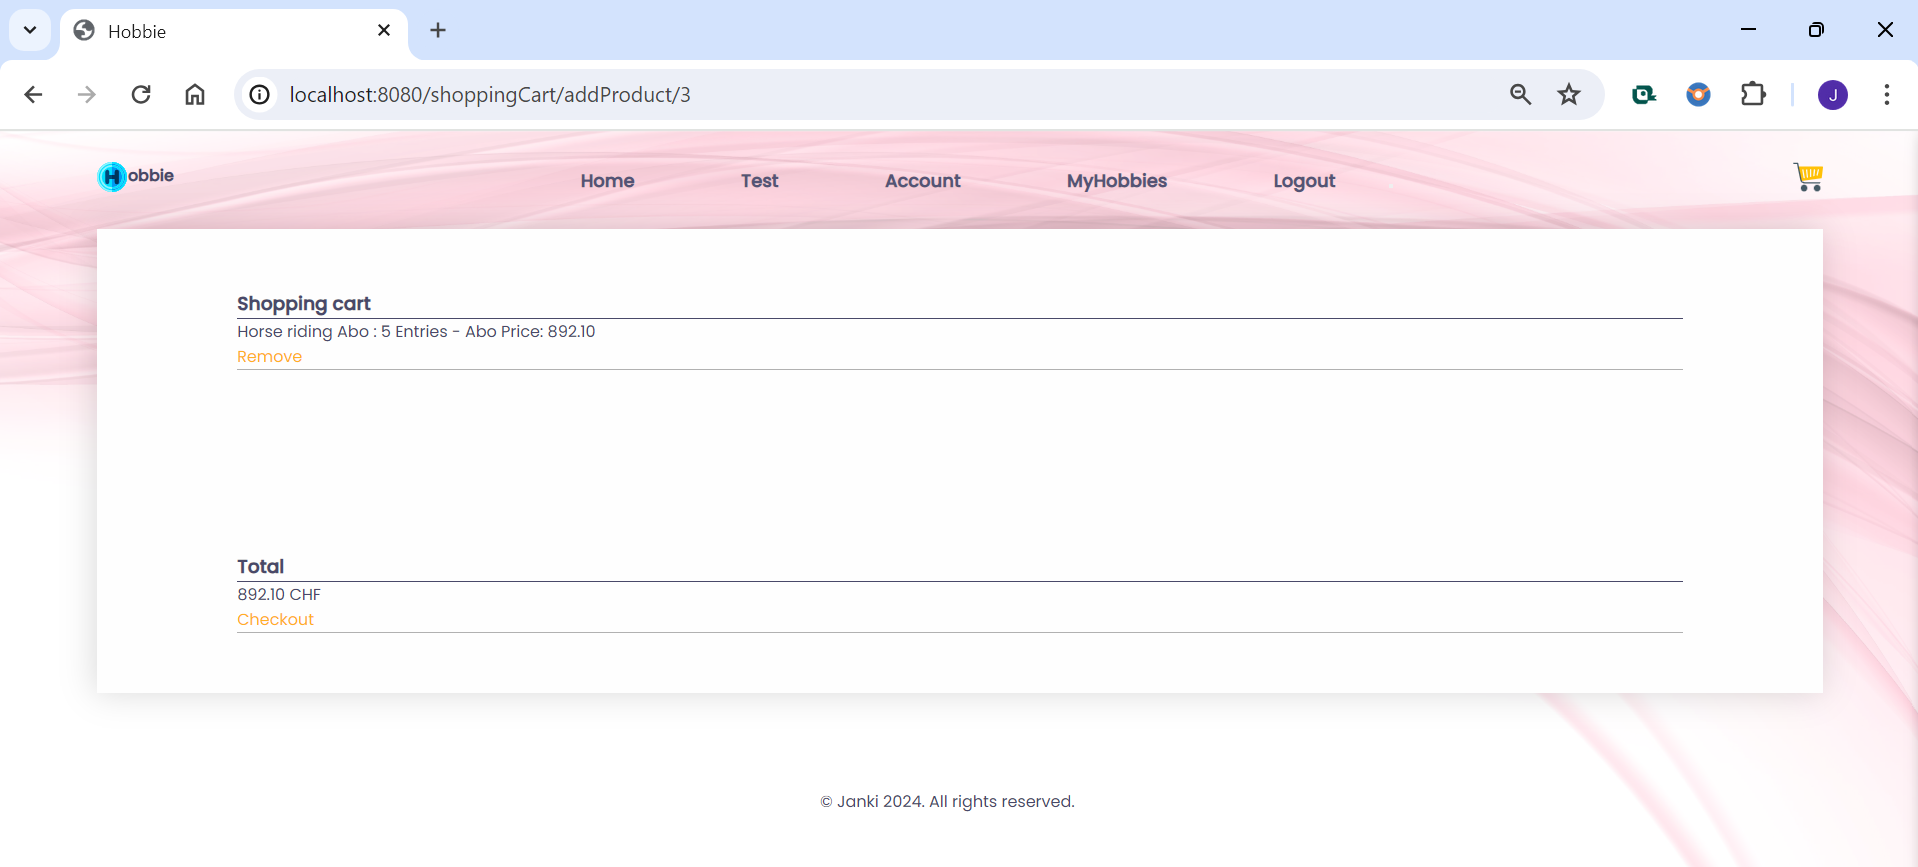 Hobbie
localhost:8080/shoppingCart/addProduct/3
J
Hobbie
Home Test Account MyHobbies Logout
Shopping cart
Horse riding Abo : 5 Entries - Abo Price: 892.10
Remove
Total
892.10 CHF
Checkout
© Janki 2024. All rights reserved.